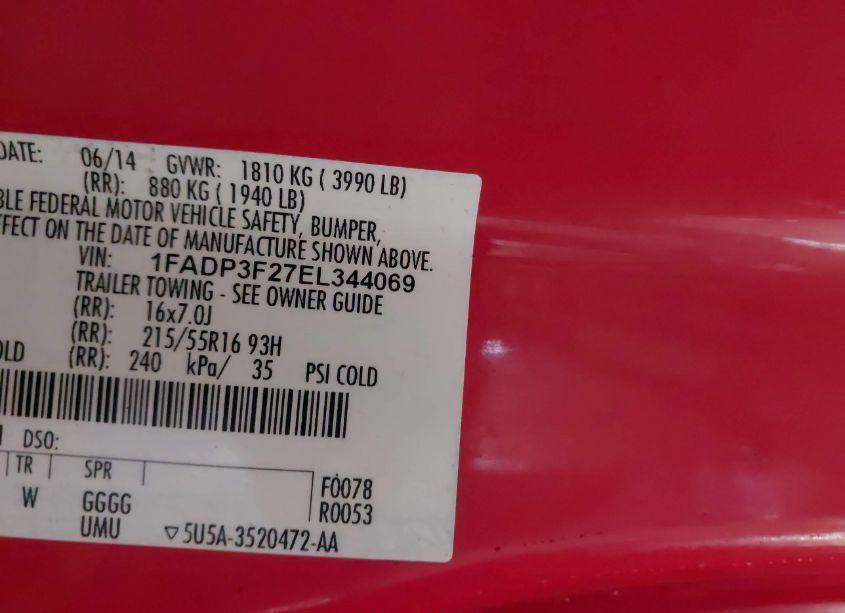 DATE: 06/14 GVWR: 1810 KG ( 3990 LB)
(RR): 880 KG ( 1940 LB)
BLE FEDERAL MOTOR VEHICLE SAFETY, BUMPER,
FFECT ON THE DATE OF MANUFACTURE SHOWN ABOVE.
VIN: 1FADP3F27EL344069
TRAILER TOWING - SEE OWNER GUIDE
(RR): 16x7.0J
(RR): 215/55R16 93H
OLD (RR): 240 kPa/ 35 PSI COLD
DSO:
TR SPR
W GGGG F0078
UMU R0053
▽5U5A-3520472-AA